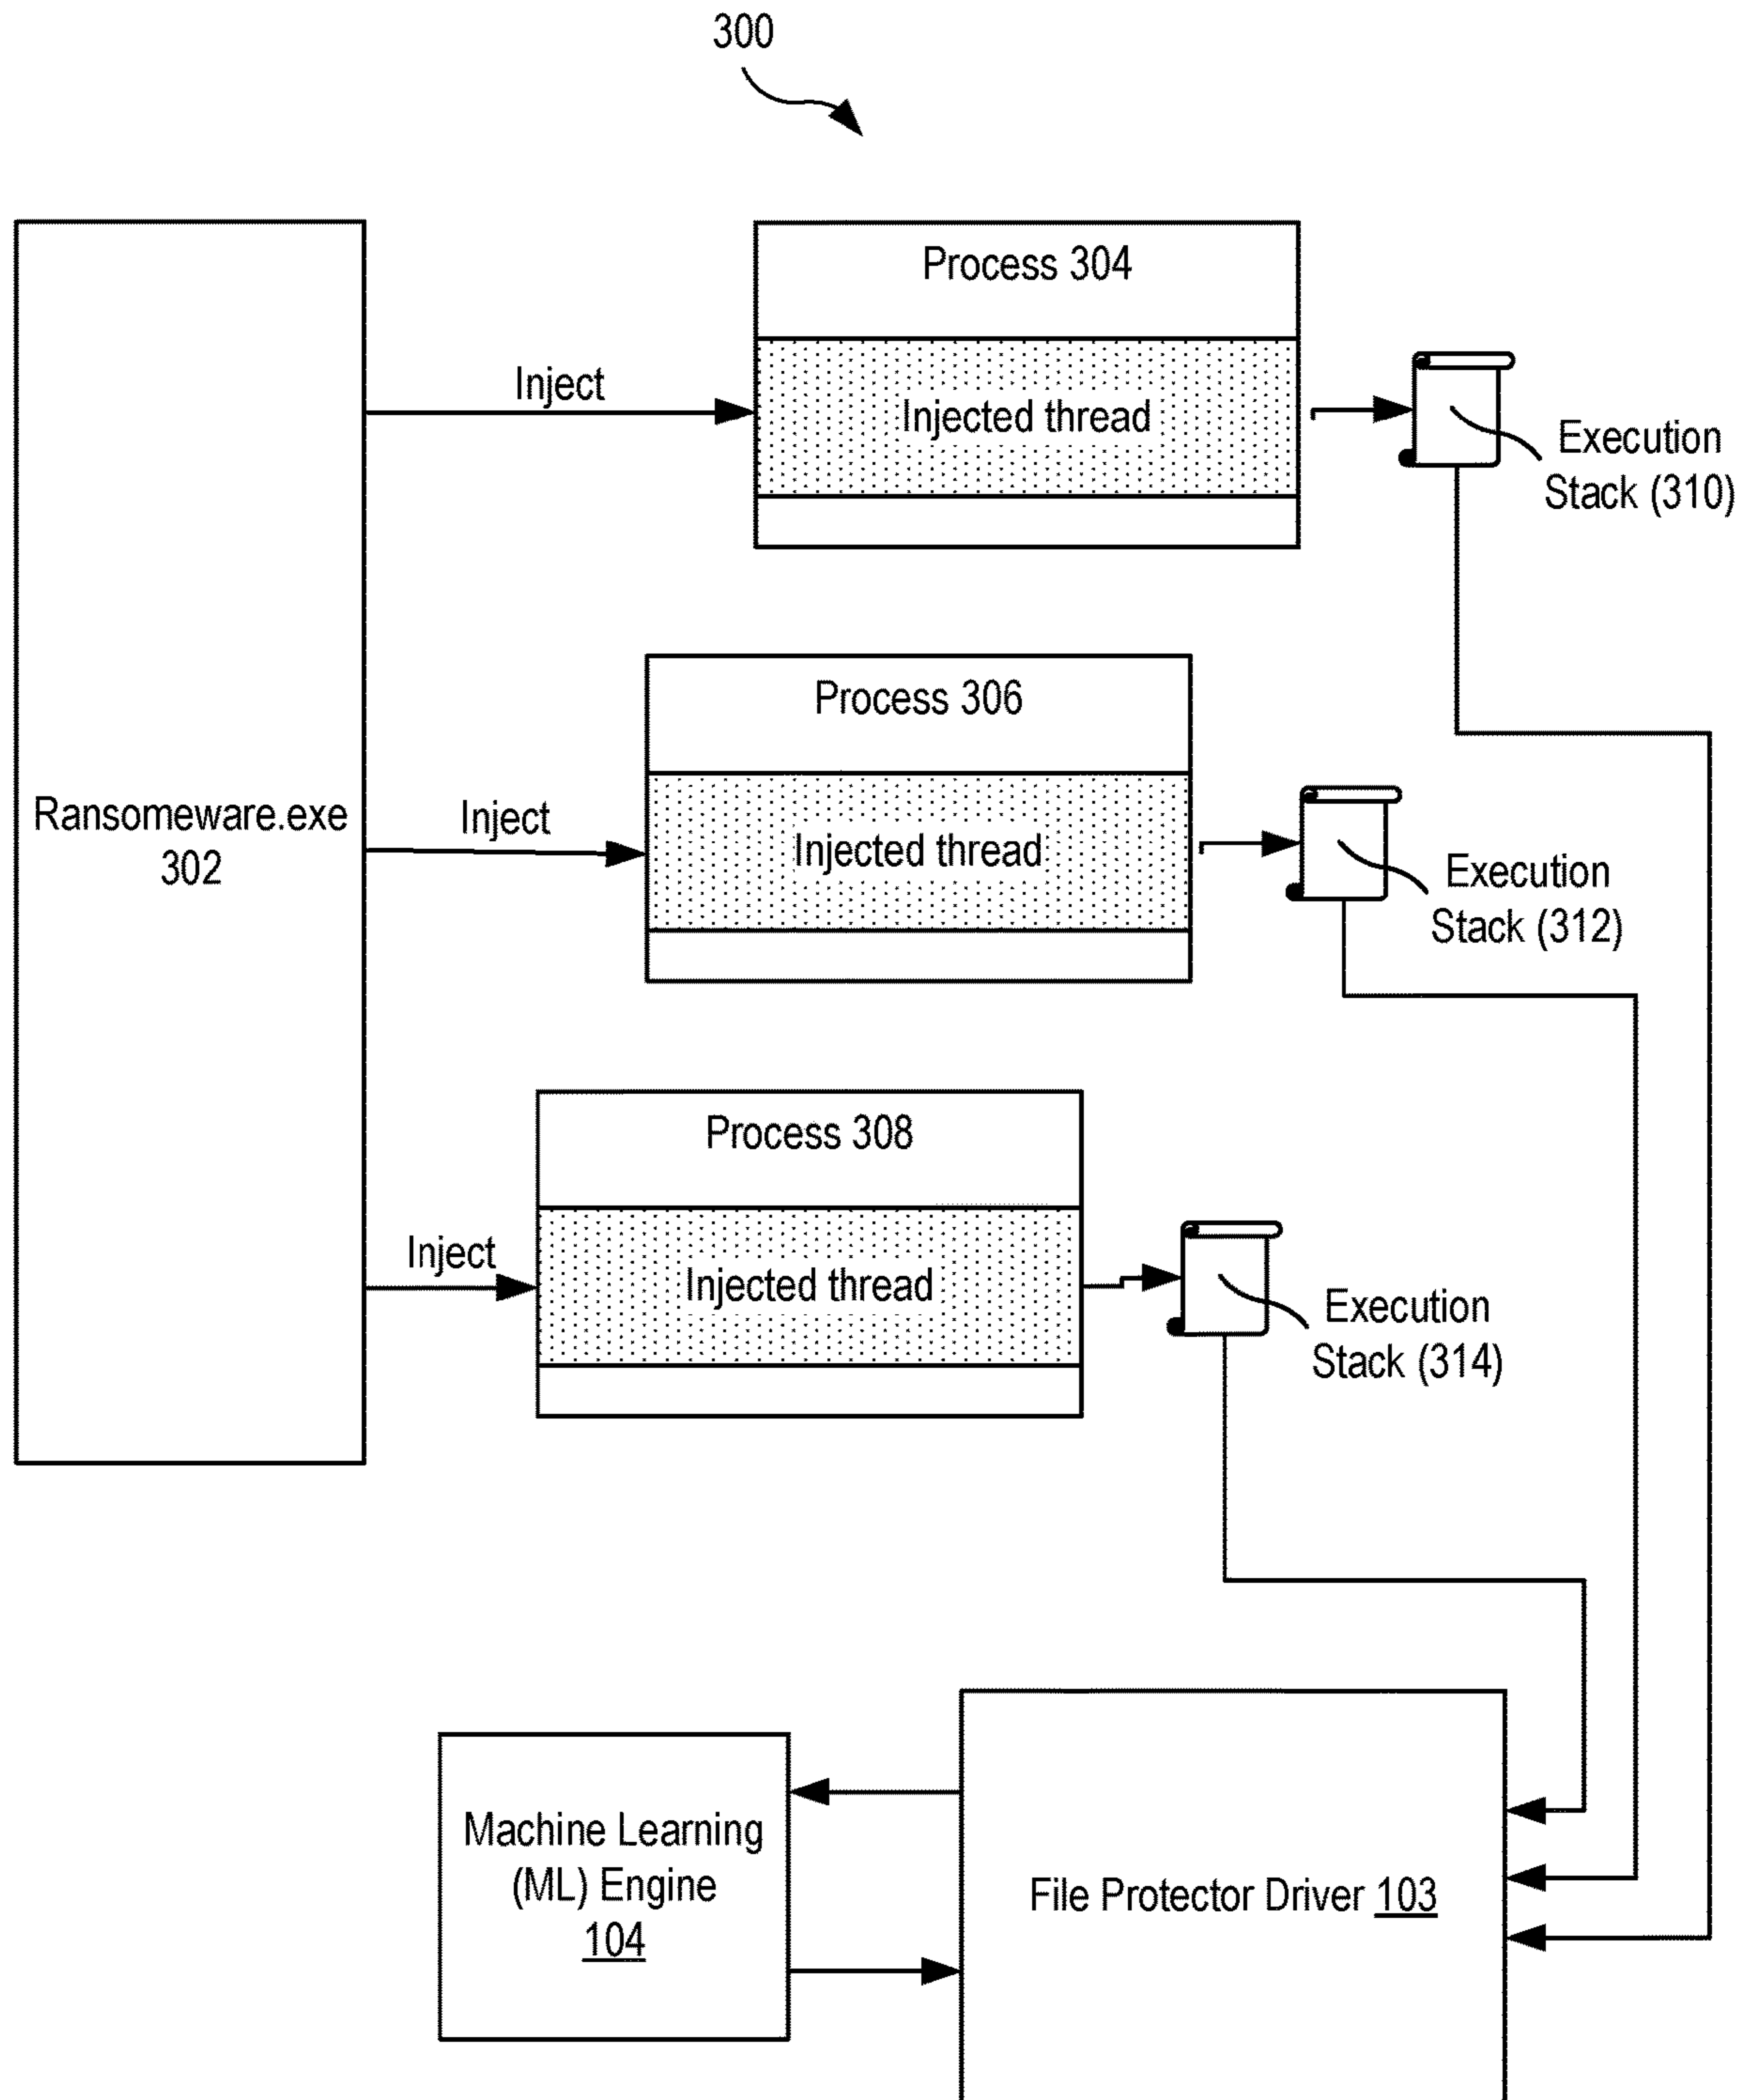 300
Process 304
Inject
Injected thread
Execution
Stack (310)
Process 306
Ransomeware.exe
302
Inject
Injected thread
Execution
Stack (312)
Process 308
Inject
Injected thread
Execution
Stack (314)
Machine Learning
(ML) Engine
104
File Protector Driver 103